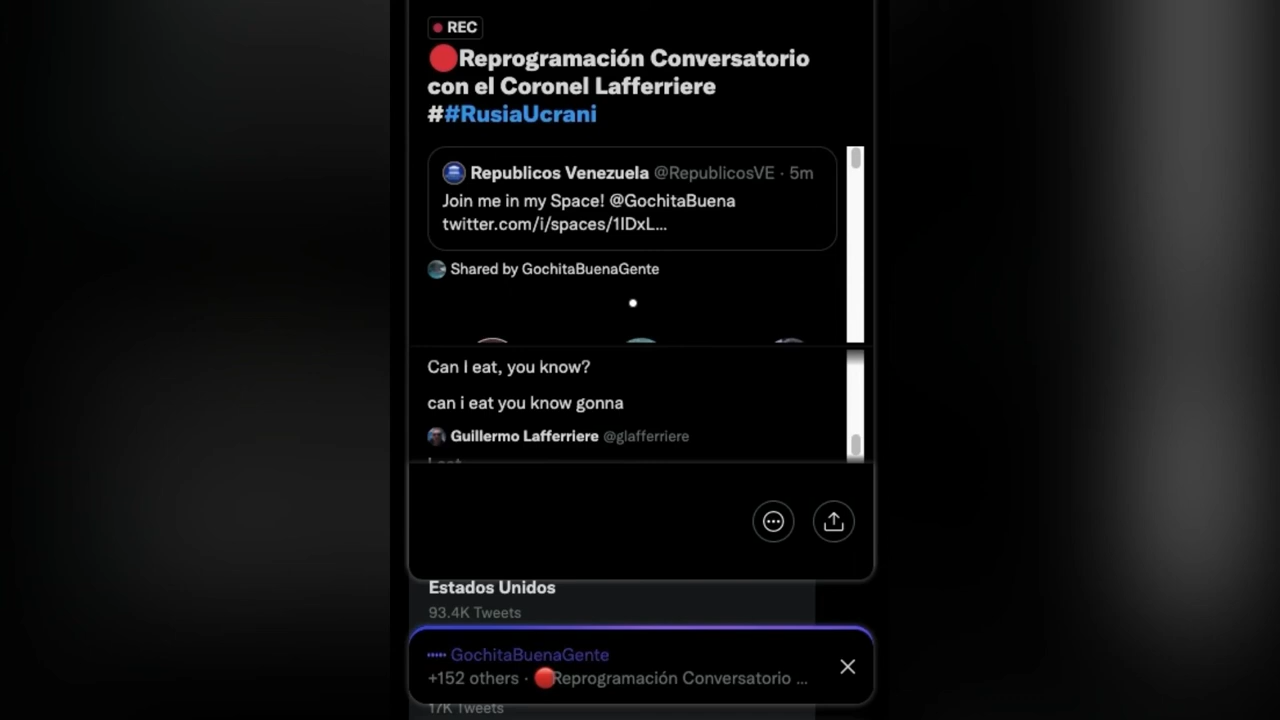 REC
Reprogramación Conversatorio
con el Coronel Lafferriere
##RusiaUcrani
Republicos Venezuela @RepublicosVE · 5m
Join me in my Space! @GochitaBuena
twitter.com/i/spaces/1lDxL...
Shared by GochitaBuenaGente
Can I eat, you know?
can i eat you know gonna
Guillermo Lafferriere @glafferriere
Estados Unidos
93.4K Tweets
GochitaBuenaGente
+152 others · Reprogramación Conversatorio ...
17K Tweets